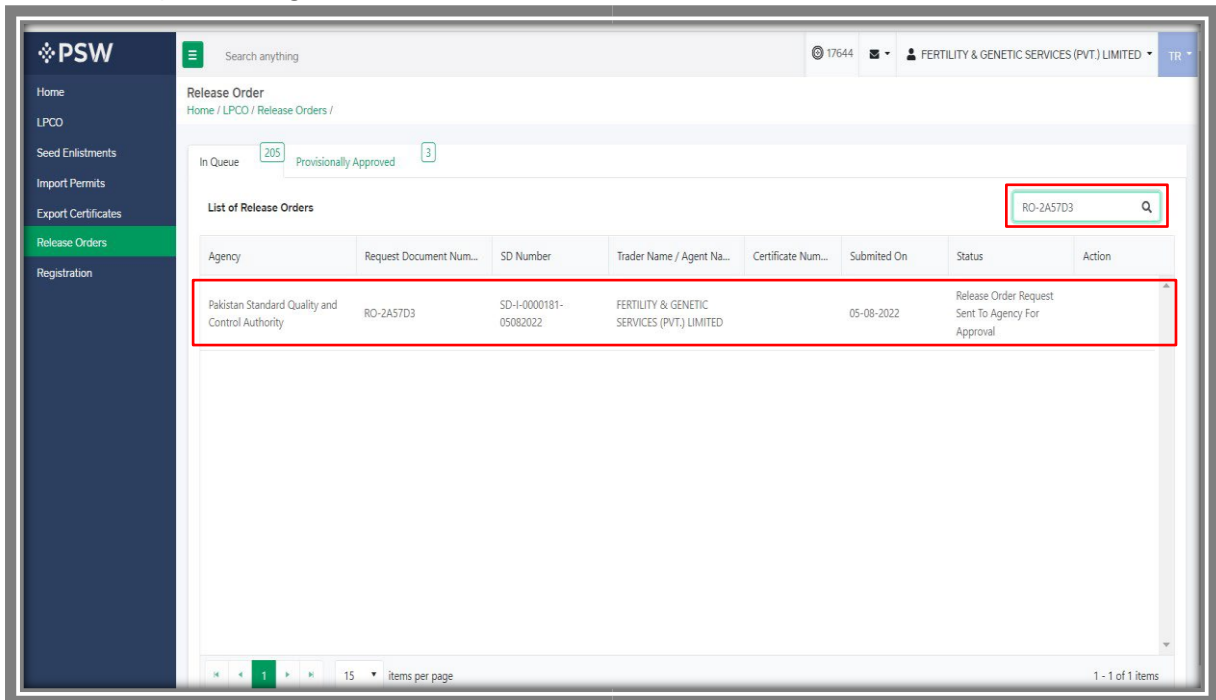 PSW
Search anything
17644
FERTILITY & GENETIC SERVICES (PVT.) LIMITED
TR
Home
LPCO
Seed Enlistments
Import Permits
Export Certificates
Release Orders
Registration
Release Order
Home / LPCO / Release Orders /
In Queue 205 Provisionally Approved 3
List of Release Orders
RO-2A57D3
Agency Request Document Num... SD Number Trader Name / Agent Na... Certificate Num... Submited On Status Action
Pakistan Standard Quality and
Control Authority
RO-2A57D3
SD-I-0000181-
05082022
FERTILITY & GENETIC
SERVICES (PVT.) LIMITED
05-08-2022
Release Order Request
Sent To Agency For
Approval
1 15 items per page
1 - 1 of 1 items